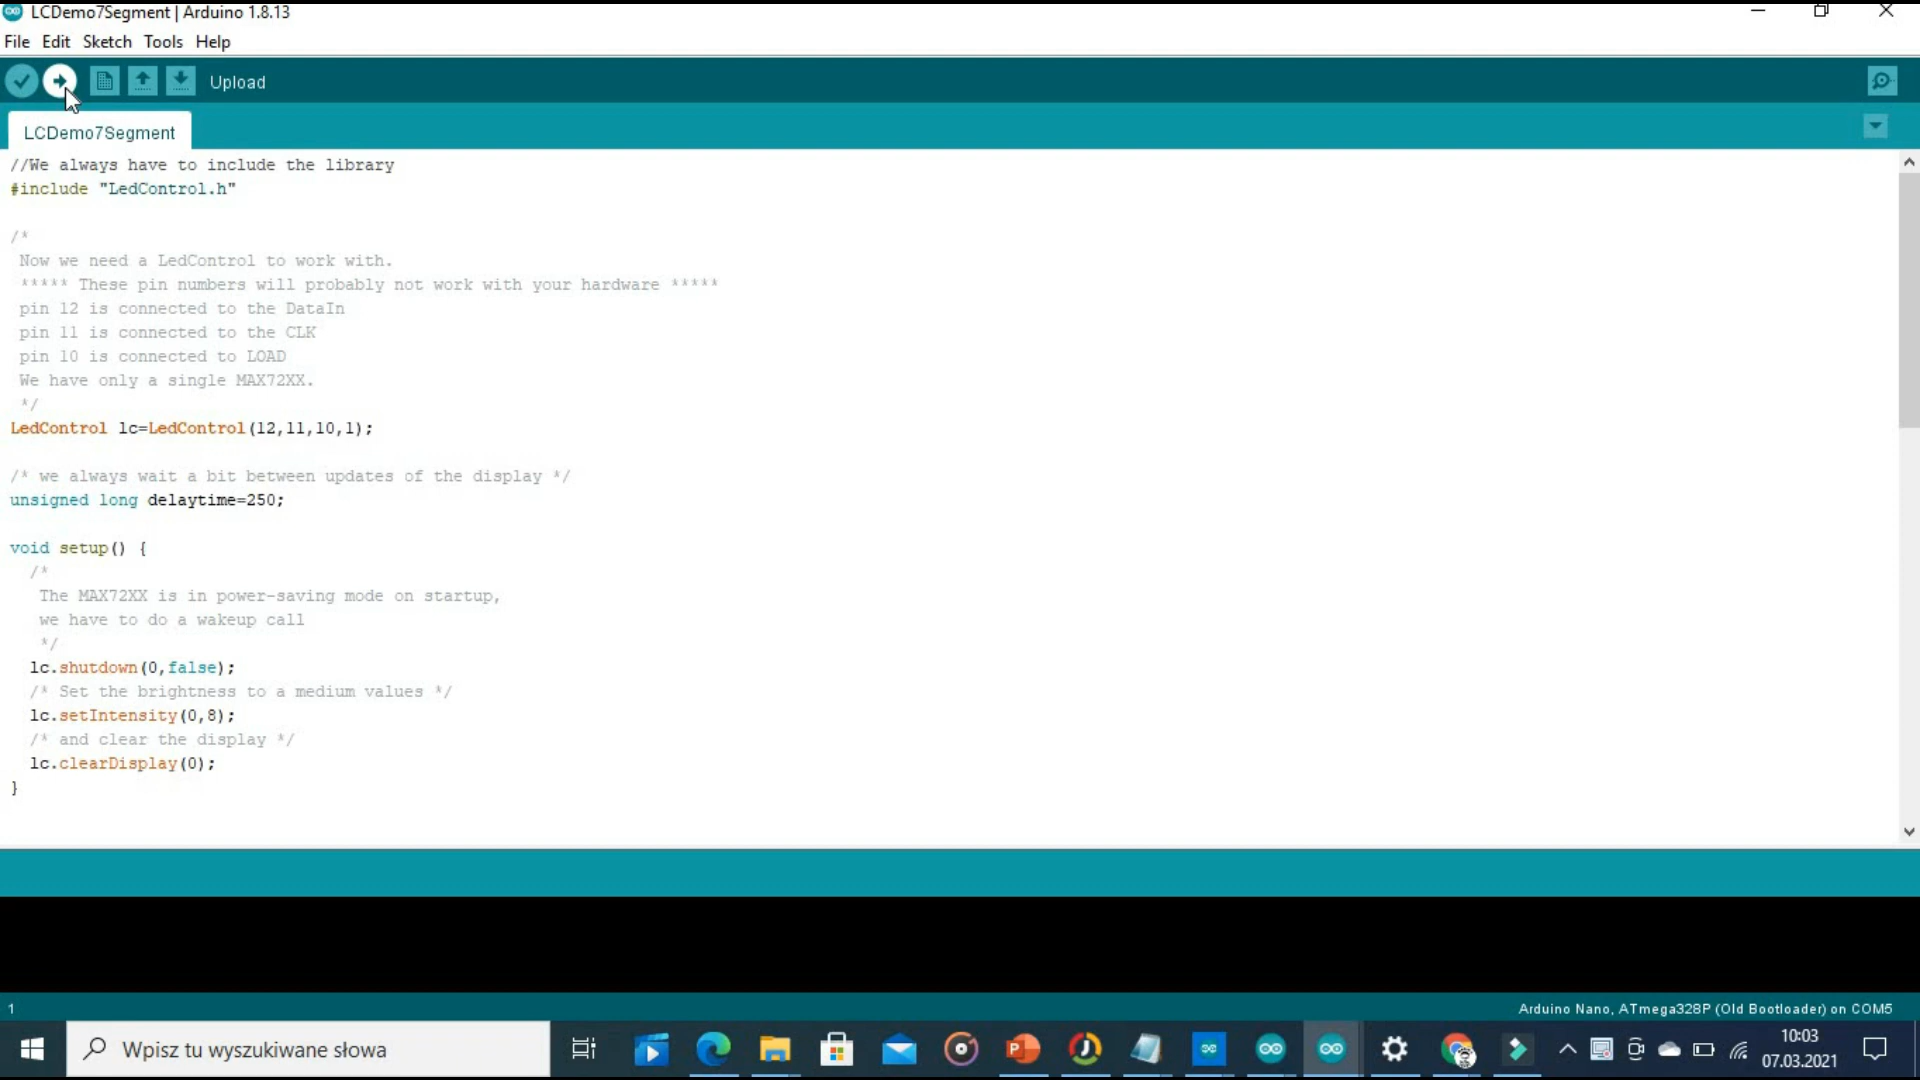 LCDemo7Segment | Arduino 1.8.13
File Edit Sketch Tools Help
Upload
LCDemo7Segment
//We always have to include the library
#include "LedControl.h"
/*
Now we need a LedControl to work with.
***** These pin numbers will probably not work with your hardware *****
pin 12 is connected to the DataIn
pin 11 is connected to the CLK
pin 10 is connected to LOAD
We have only a single MAX72XX.
*/
LedControl lc=LedControl(12,11,10,1);
/* we always wait a bit between updates of the display */
unsigned long delaytime=250;
void setup() {
/*
The MAX72XX is in power-saving mode on startup,
we have to do a wakeup call
*/
lc.shutdown(0,false);
/* Set the brightness to a medium values */
lc.setIntensity(0,8);
/* and clear the display */
lc.clearDisplay(0);
}
1
Arduino Nano, ATmega328P (Old Bootloader) on COM5
Wpisz tu wyszukiwane słowa
10:03
07.03.2021